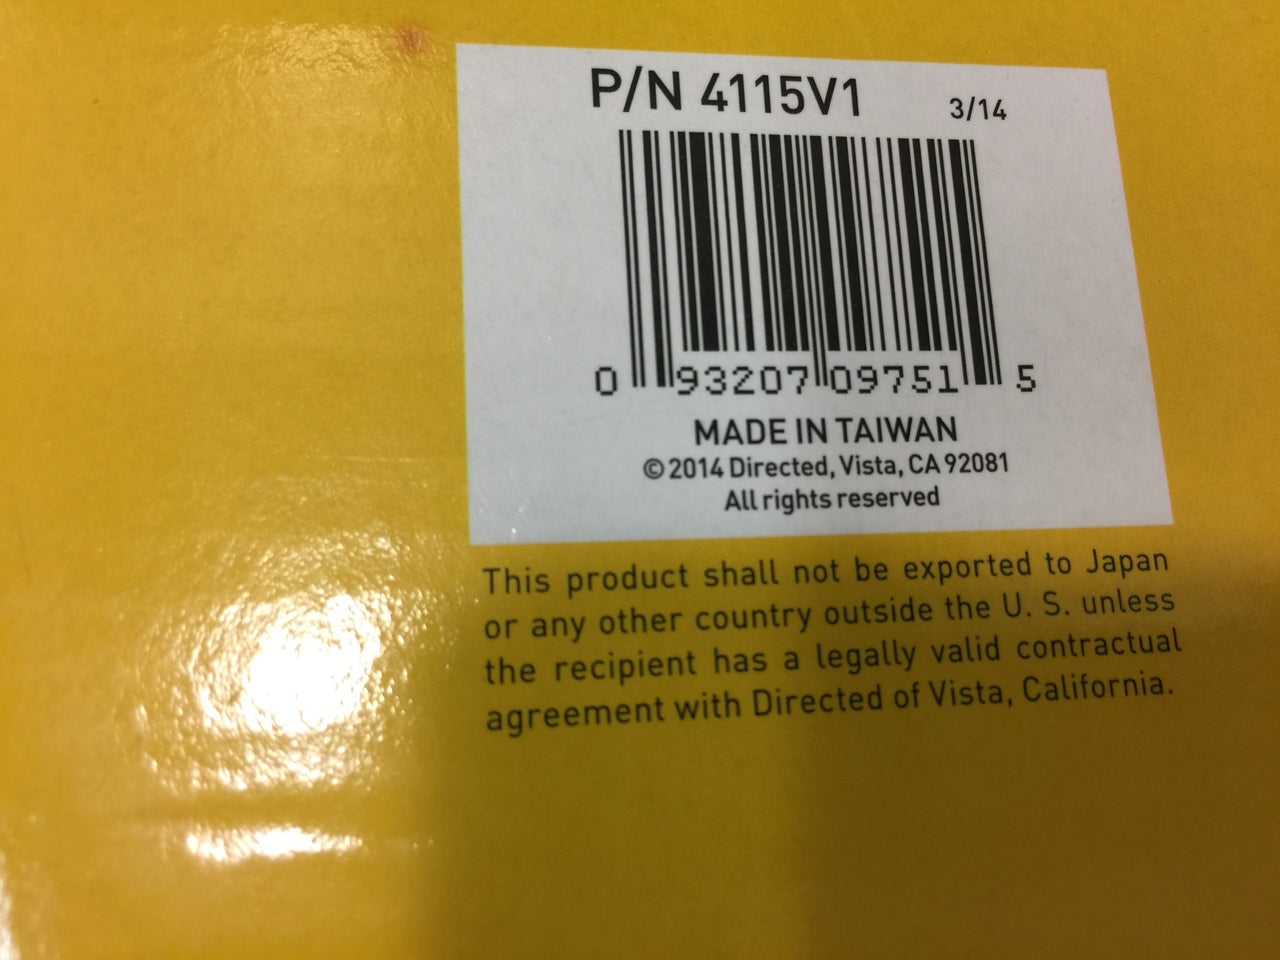 P/N 4115V1 3/14
0 93207 09751 5
MADE IN TAIWAN
© 2014 Directed, Vista, CA 92081
All rights reserved
This product shall not be exported to Japan
or any other country outside the U. S. unless
the recipient has a legally valid contractual
agreement with Directed of Vista, California.